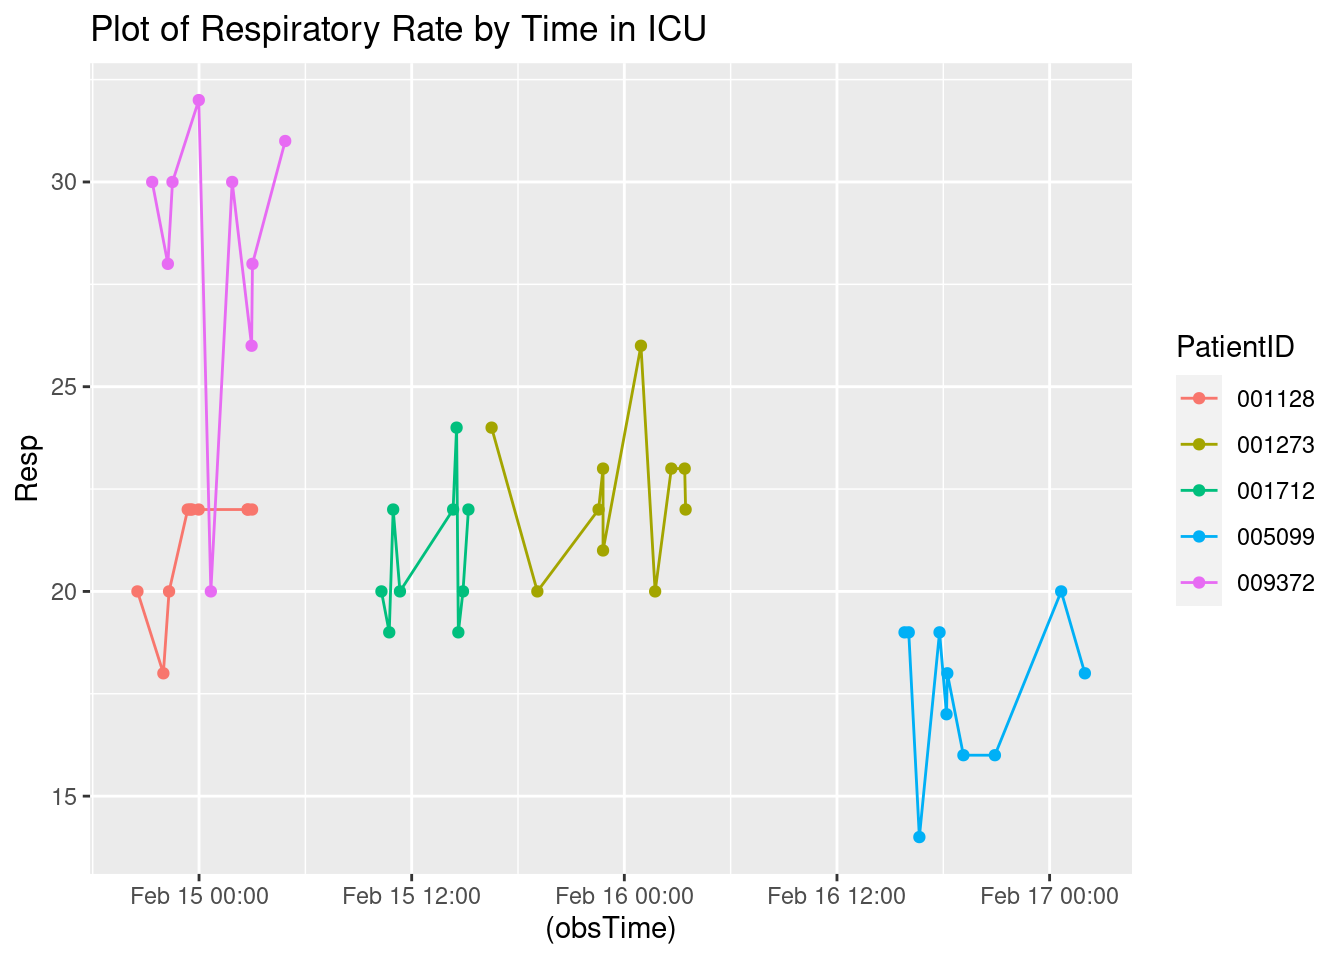 Plot of Respiratory Rate by Time in ICU
30
25
20
15
Resp
Feb 15 00:00
Feb 15 12:00
Feb 16 00:00
Feb 16 12:00
Feb 17 00:00
(obsTime)
PatientID
001128
001273
001712
005099
009372